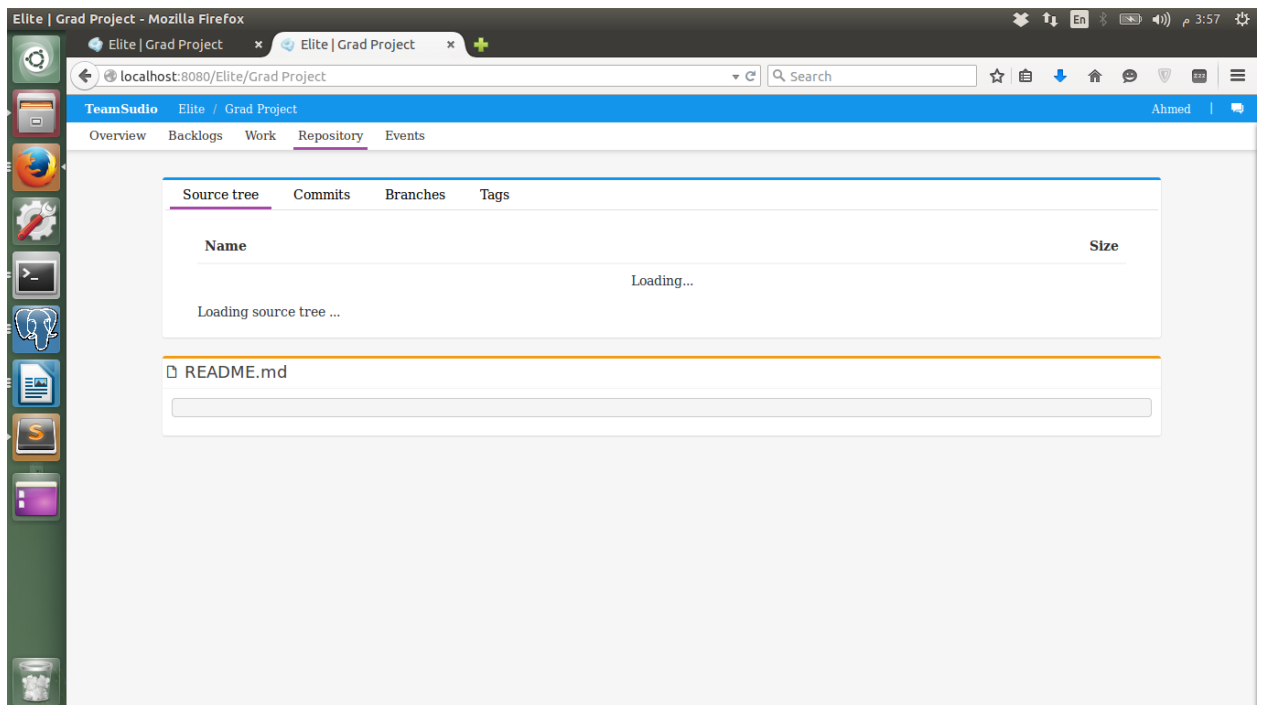 Elite | Grad Project - Mozilla Firefox
En
م 3:57
Elite | Grad Project × Elite | Grad Project ×
localhost:8080/Elite/Grad Project
Search
TeamSudio Elite / Grad Project Ahmed |
Overview Backlogs Work Repository Events
Source tree Commits Branches Tags
Name Size
Loading...
Loading source tree ...
README.md
>_
S